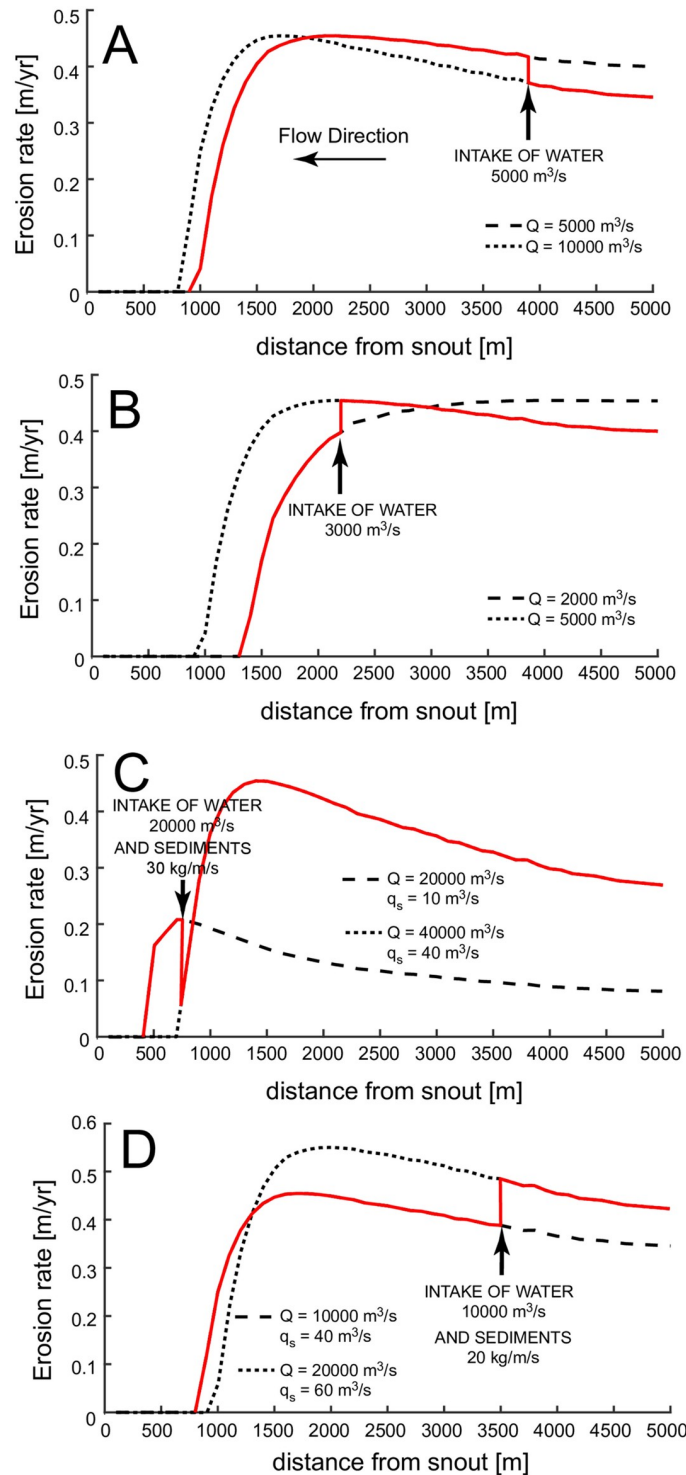 A
Erosion rate [m/yr]
0.4
0.3
0.2
0.1
0
Flow Direction
INTAKE OF WATER
5000 m³/s
Q = 5000 m³/s
Q = 10000 m³/s
0 500 1000 1500 2000 2500 3000 3500 4000 4500 5000
distance from snout [m]
B
Erosion rate [m/yr]
0.5
0.4
0.3
0.2
0.1
0
INTAKE OF WATER
3000 m³/s
Q = 2000 m³/s
Q = 5000 m³/s
0 500 1000 1500 2000 2500 3000 3500 4000 4500 5000
distance from snout [m]
C
Erosion rate [m/yr]
0.5
0.4
0.3
0.2
0.1
0
INTAKE OF WATER
20000 m³/s
AND SEDIMENTS
30 kg/m/s
Q = 20000 m³/s
qₛ = 10 m³/s
Q = 40000 m³/s
qₛ = 40 m³/s
0 500 1000 1500 2000 2500 3000 3500 4000 4500 5000
distance from snout [m]
D
Erosion rate [m/yr]
0.6
0.5
0.4
0.3
0.2
0.1
0
INTAKE OF WATER
10000 m³/s
AND SEDIMENTS
20 kg/m/s
Q = 10000 m³/s
qₛ = 40 m³/s
Q = 20000 m³/s
qₛ = 60 m³/s
0 500 1000 1500 2000 2500 3000 3500 4000 4500 5000
distance from snout [m]